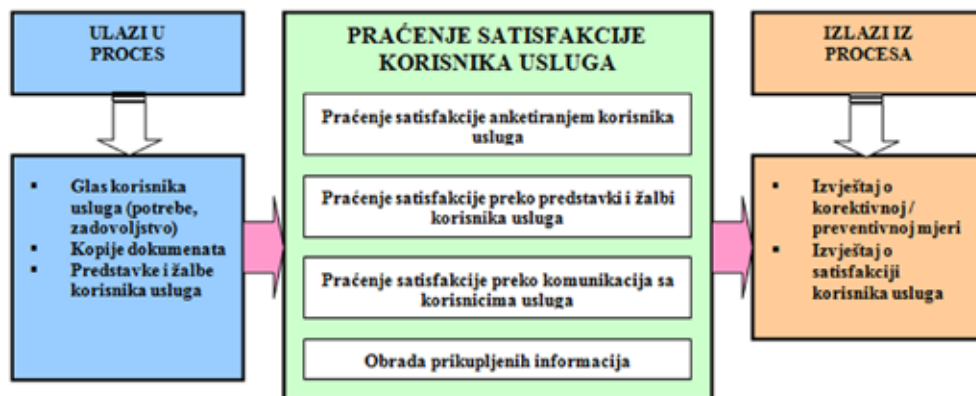 ULAZI U
PROCES
▪ Glas korisnika
usluga (potrebe,
zadovoljstvo)
▪ Kopije dokumenata
▪ Predstavke i žalbe
korisnika usluga
PRAĆENJE SATISFAKCIJE
KORISNIKA USLUGA
Praćenje satisfakcije anketiranjem korisnika
usluga
Praćenje satisfakcije preko predstavki i žalbi
korisnika usluga
Praćenje satisfakcije preko komunikacija sa
korisnicima usluga
Obrada prikupljenih informacija
IZLAZI IZ
PROCESA
▪ Izvještaj o
korektivnoj /
preventivnoj mjeri
▪ Izvještaj o
satisfakciji
korisnika usluga